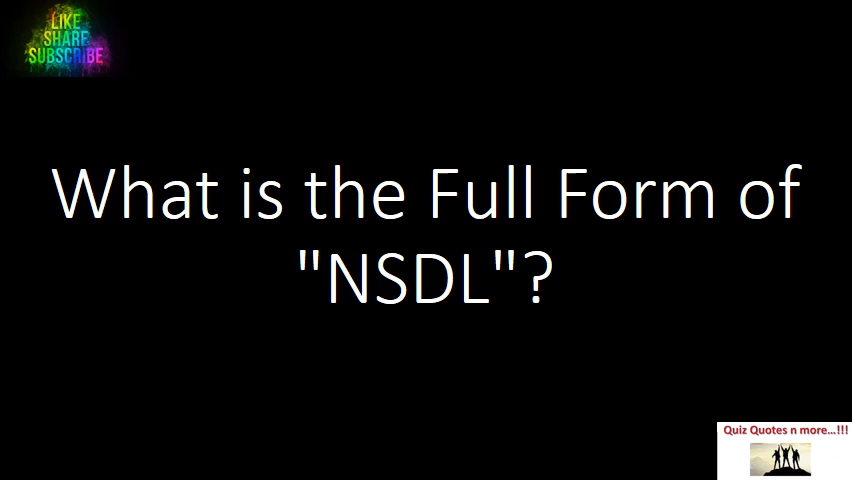 LIKE
SHARE
SUBSCRIBE
What is the Full Form of
"NSDL"?
Quiz Quotes n more...!!!